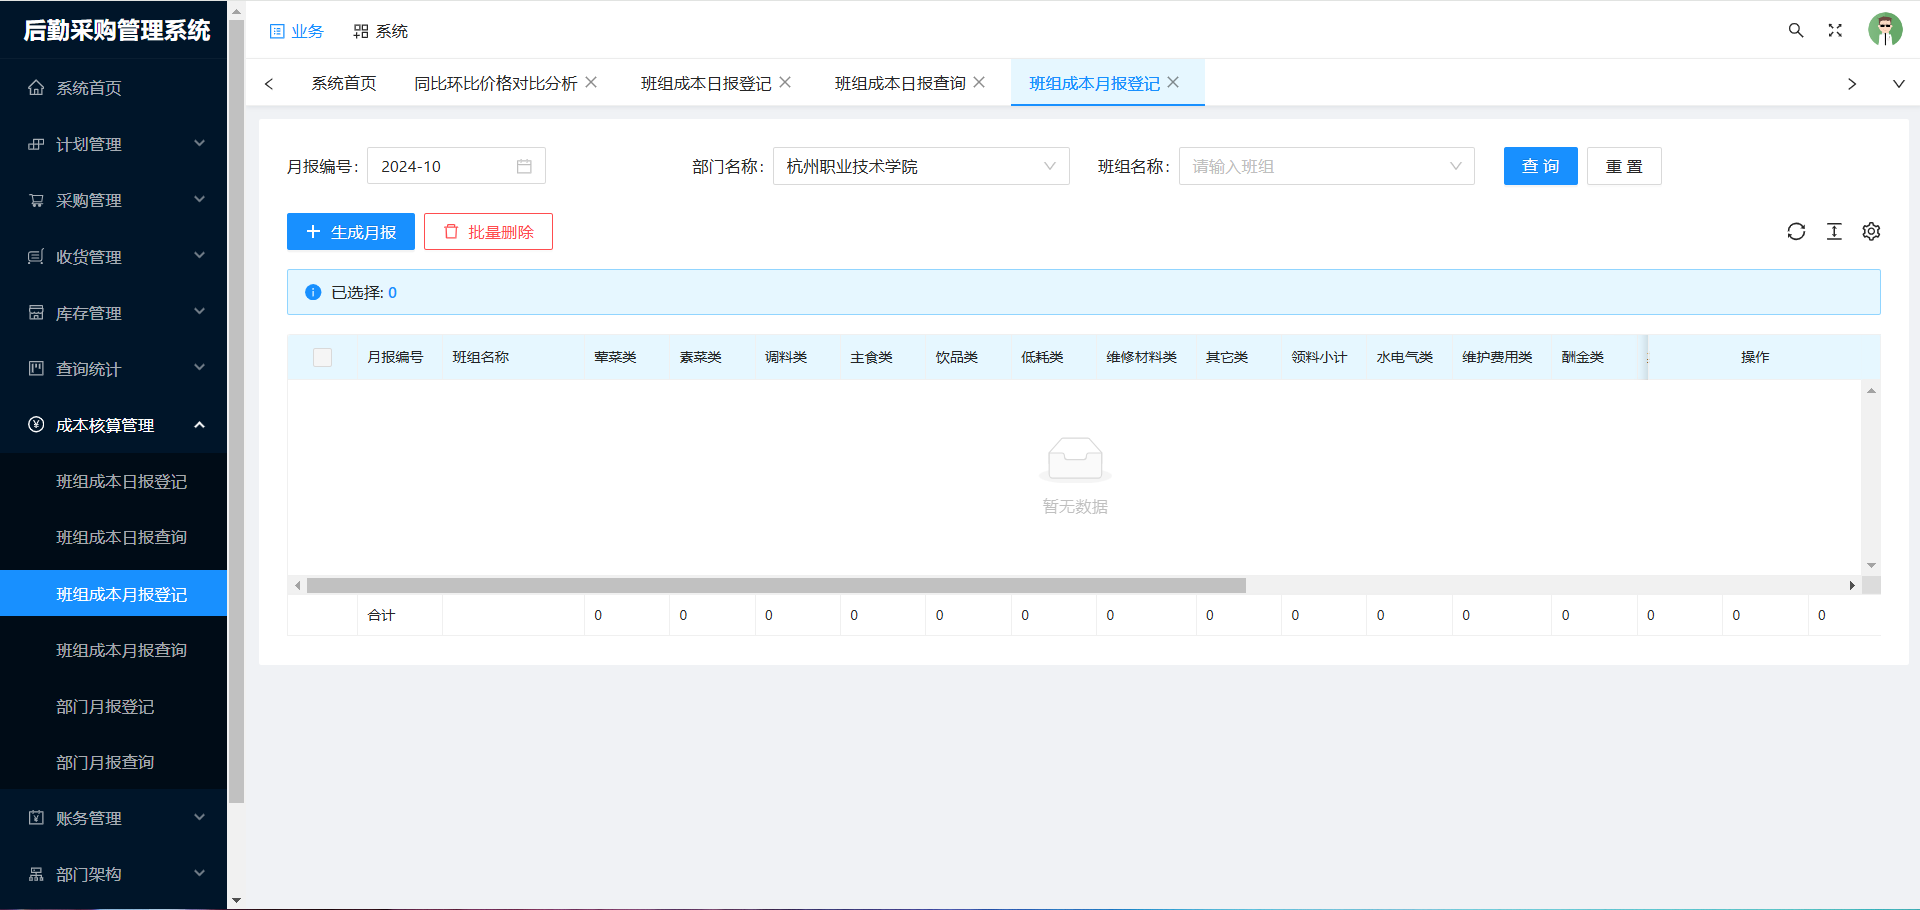 后勤采购管理系统
系统首页
计划管理
采购管理
收货管理
库存管理
查询统计
成本核算管理
班组成本日报登记
班组成本日报查询
班组成本月报登记
班组成本月报查询
部门月报登记
部门月报查询
账务管理
部门架构
业务 系统
系统首页 同比环比价格对比分析 班组成本日报登记 班组成本日报查询 班组成本月报登记
月报编号: 2024-10 部门名称: 杭州职业技术学院 班组名称: 请输入班组 查 询 重 置
生成月报 批量删除
已选择: 0
月报编号 班组名称 荤菜类 素菜类 调料类 主食类 饮品类 低耗类 维修材料类 其它类 领料小计 水电气类 维护费用类 酬金类 操作
暂无数据
合计 0 0 0 0 0 0 0 0 0 0 0 0 0 0 0